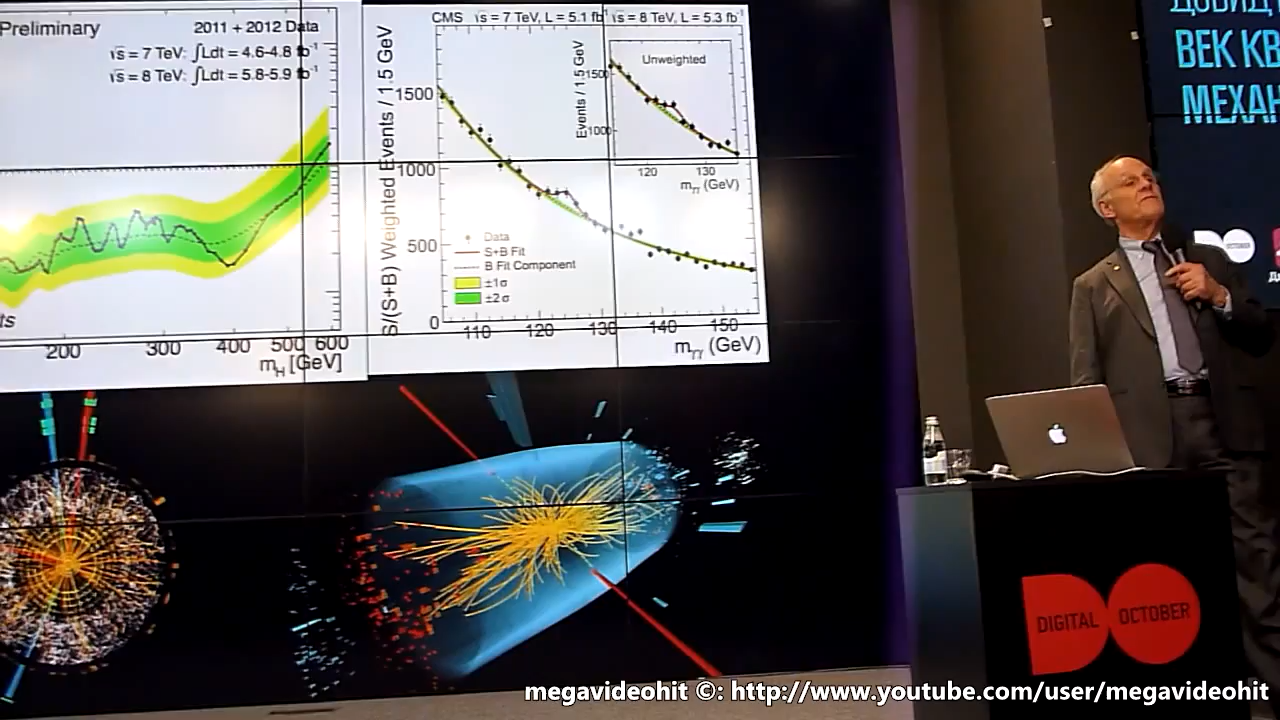 Preliminary
2011 + 2012 Data
√s = 7 TeV: ∫Ldt = 4.6-4.8 fb⁻¹
√s = 8 TeV: ∫Ldt = 5.8-5.9 fb⁻¹
200 300 400 500 600
m_H [GeV]
CMS √s = 7 TeV, L = 5.1 fb⁻¹ √s = 8 TeV, L = 5.3 fb⁻¹
S/(S+B) Weighted Events / 1.5 GeV
1500
1000
500
0
Unweighted
Events / 1.5 GeV
1500
1000
120 130
m_γγ (GeV)
Data
S+B Fit
B Fit Component
±1σ
±2σ
110 120 130 140 150
m_γγ (GeV)
ВЕК КВ
МЕХАН
OCTOBER
DIGITAL OCTOBER
megavideohit ©: http://www.youtube.com/user/megavideohit